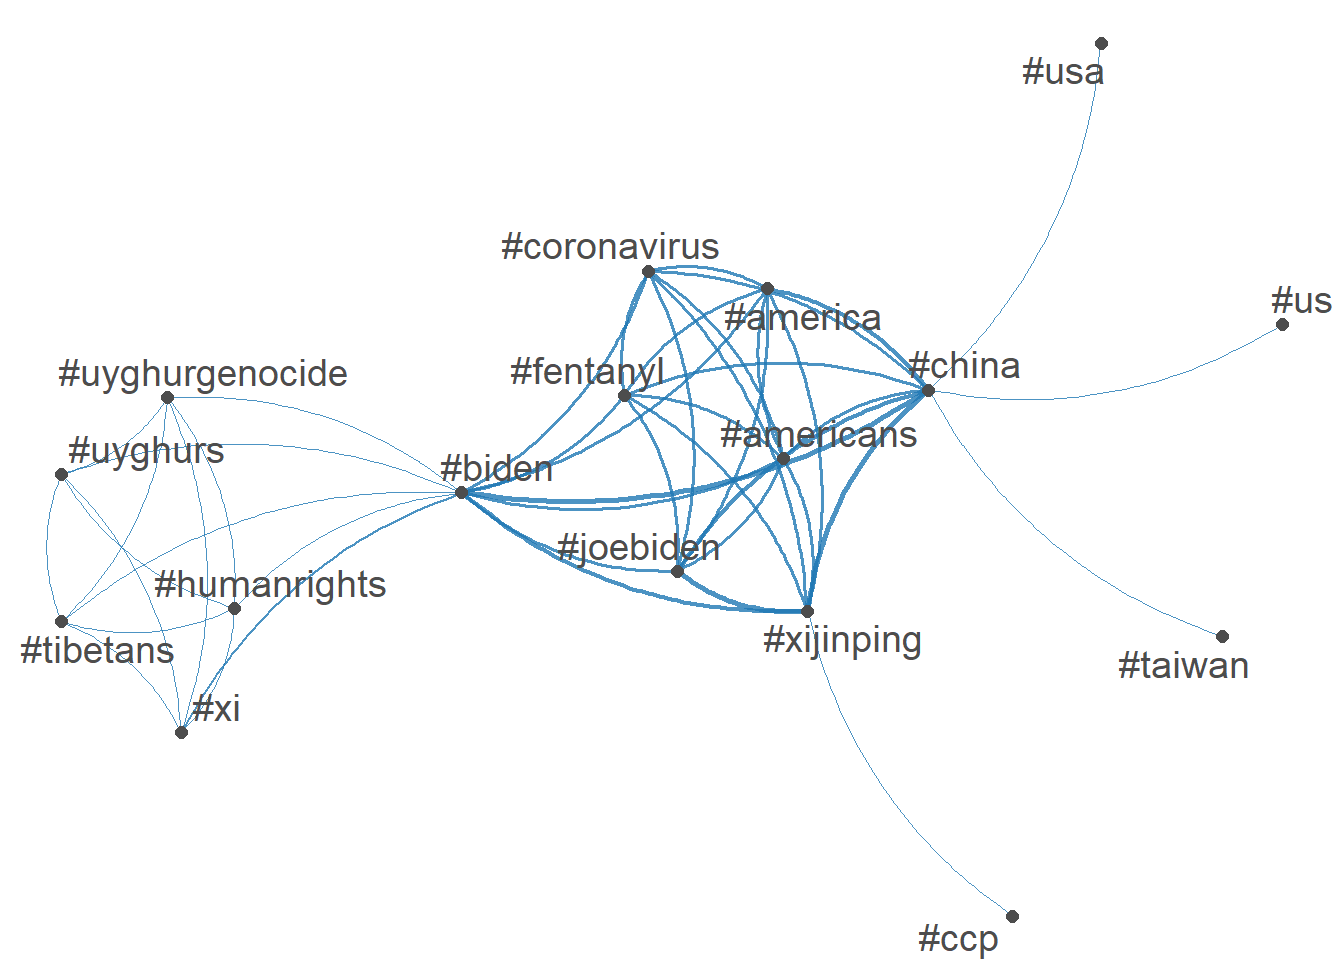 #usa
#coronavirus
#us
#america
#china
#fentanyl
#uyghurgenocide
#americans
#uyghurs
#biden
#joebiden
#humanrights
#xijinping
#tibetans
#taiwan
#xi
#ccp